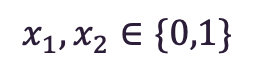 x₁, x₂ ∈ {0,1}